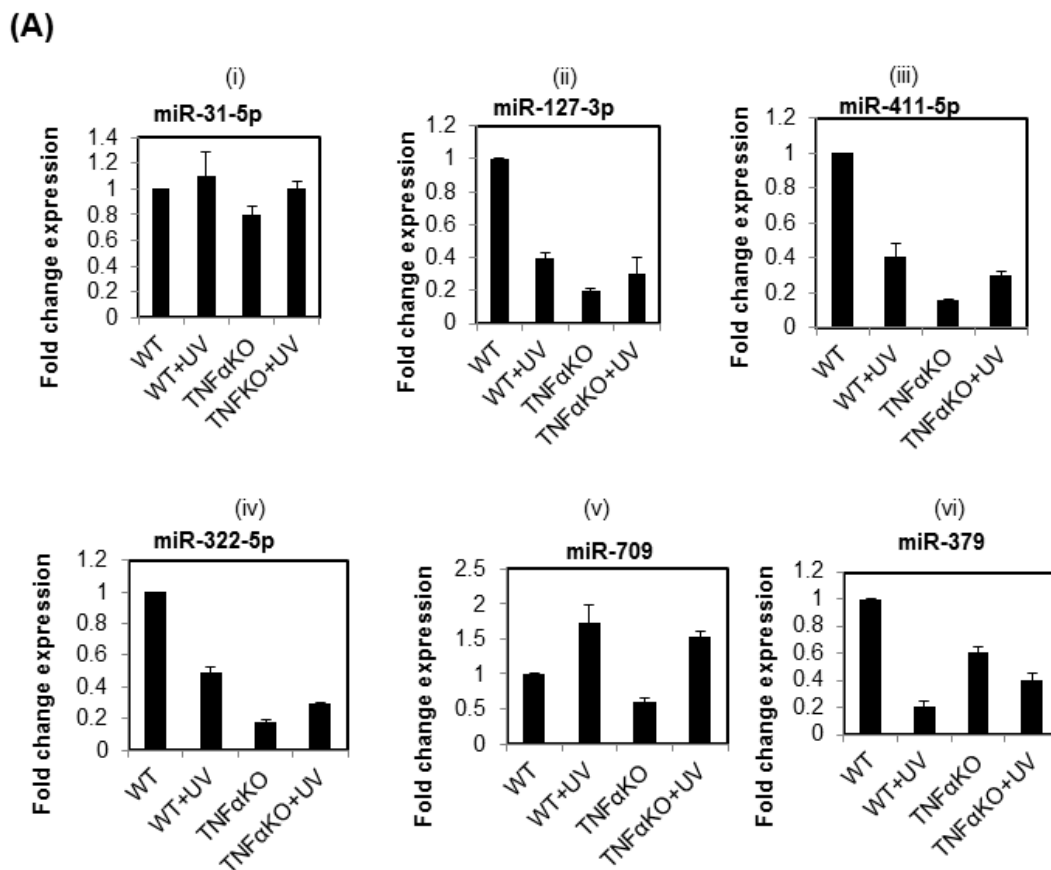 (A)
(i)
miR-31-5p
Fold change expression
1.4
1.2
1
0.8
0.6
0.4
0.2
0
WT
WT+UV
TNFαKO
TNFKO+UV
(ii)
miR-127-3p
Fold change expression
1.2
1
0.8
0.6
0.4
0.2
0
WT
WT+UV
TNFαKO
TNFαKO+UV
(iii)
miR-411-5p
Fold change expression
1.2
1
0.8
0.6
0.4
0.2
0
WT
WT+UV
TNFαKO
TNFαKO+UV
(iv)
miR-322-5p
Fold change expression
1.2
1
0.8
0.6
0.4
0.2
0
WT
WT+UV
TNFαKO
TNFαKO+UV
(v)
miR-709
Fold change expression
2.5
2
1.5
1
0.5
0
WT
WT+UV
TNFαKO
TNFαKO+UV
(vi)
miR-379
Fold change expression
1.2
1
0.8
0.6
0.4
0.2
0
WT
WT+UV
TNFαKO
TNFαKO+UV